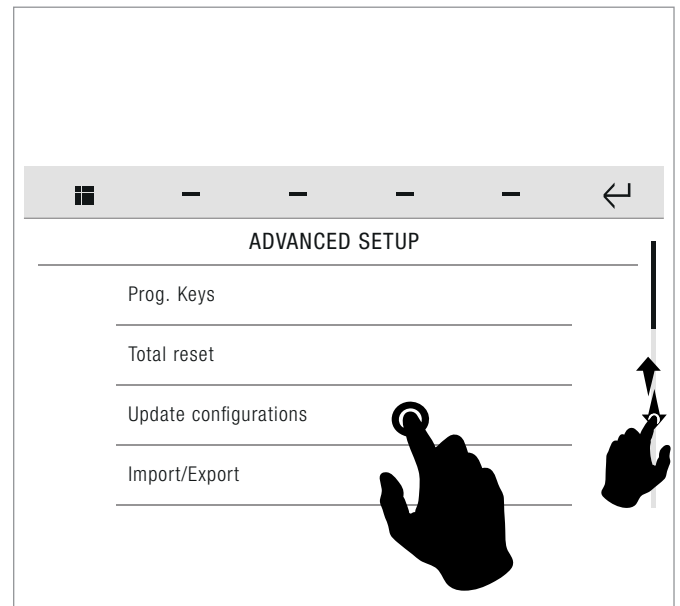 ADVANCED SETUP
Prog. Keys
Total reset
Update configurations
Import/Export